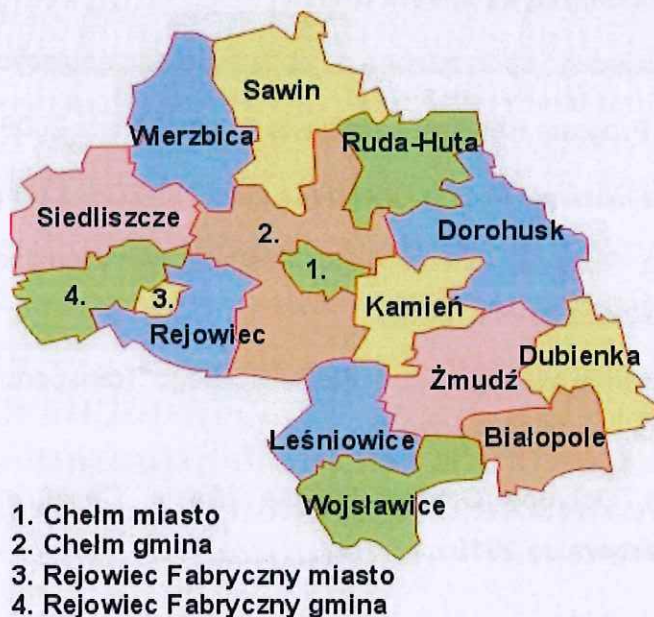 Sawin
Wierzbica
Ruda-Huta
Siedliszcze
2.
Dorohusk
1.
4.
3.
Kamień
Rejowiec
Dubienka
Żmudź
Leśniowice
Białopole
Wojsławice
1. Chełm miasto
2. Chełm gmina
3. Rejowiec Fabryczny miasto
4. Rejowiec Fabryczny gmina